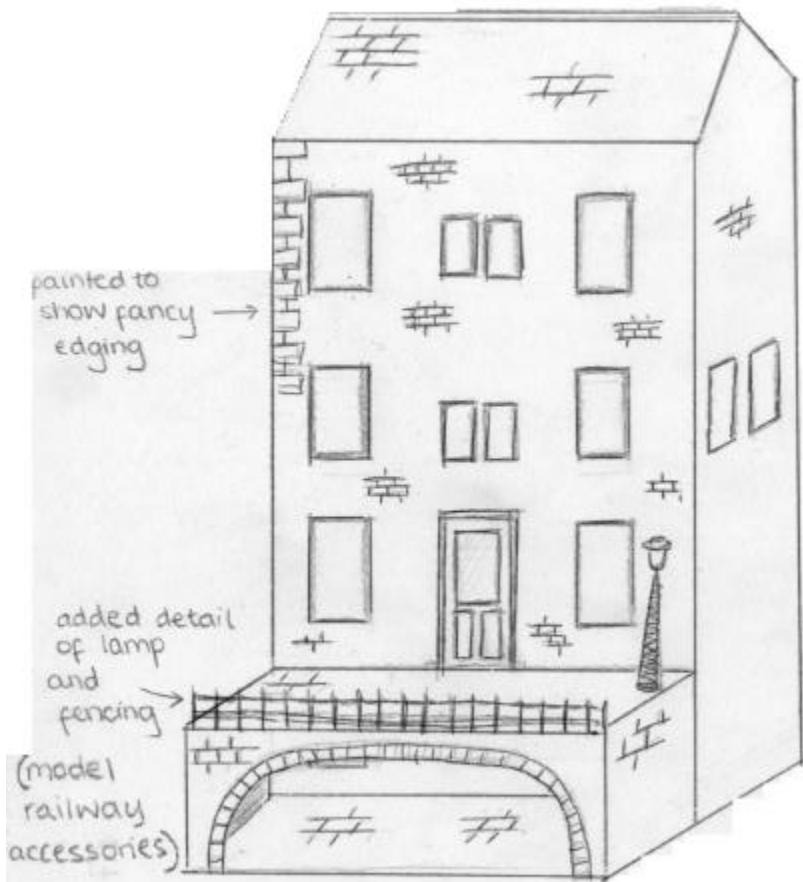 painted to
show fancy
edging
added detail
of lamp
and
fencing
(model
railway
accessories)